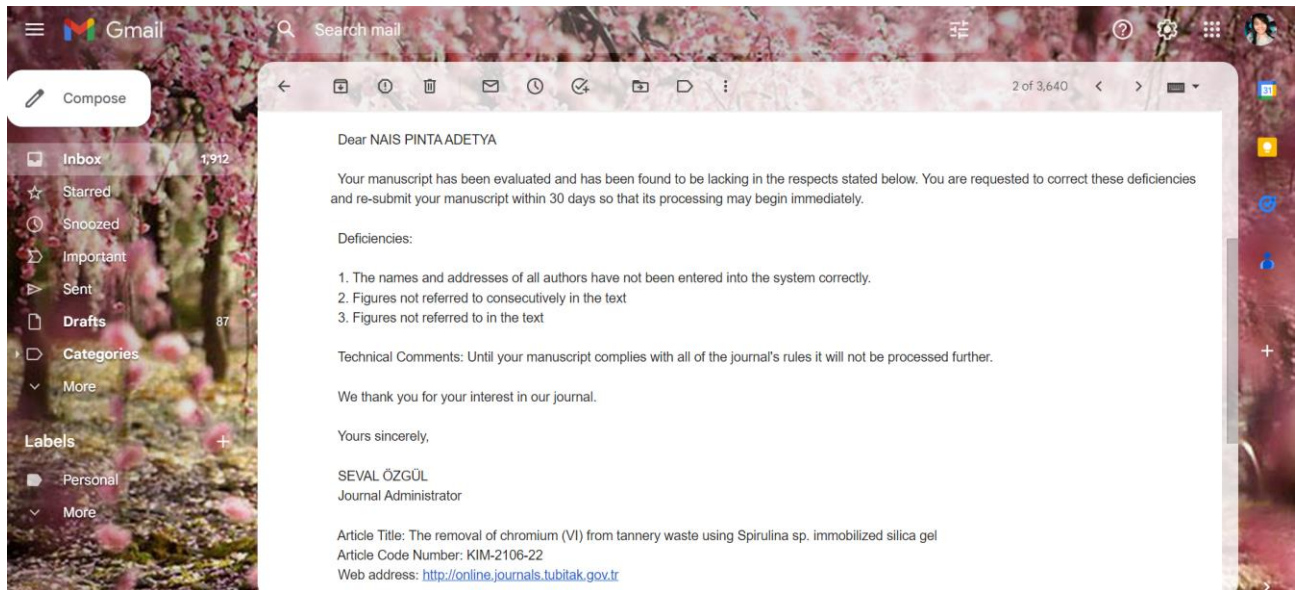 Gmail
Search mail
Compose
2 of 3,640
31
Inbox 1,912
Starred
Snoozed
Important
Sent
Drafts 87
Categories
More
Labels
Personal
More
Dear NAIS PINTA ADETYA
Your manuscript has been evaluated and has been found to be lacking in the respects stated below. You are requested to correct these deficiencies
and re-submit your manuscript within 30 days so that its processing may begin immediately.
Deficiencies:
1. The names and addresses of all authors have not been entered into the system correctly.
2. Figures not referred to consecutively in the text
3. Figures not referred to in the text
Technical Comments: Until your manuscript complies with all of the journal's rules it will not be processed further.
We thank you for your interest in our journal.
Yours sincerely,
SEVAL ÖZGÜL
Journal Administrator
Article Title: The removal of chromium (VI) from tannery waste using Spirulina sp. immobilized silica gel
Article Code Number: KIM-2106-22
Web address: http://online.journals.tubitak.gov.tr